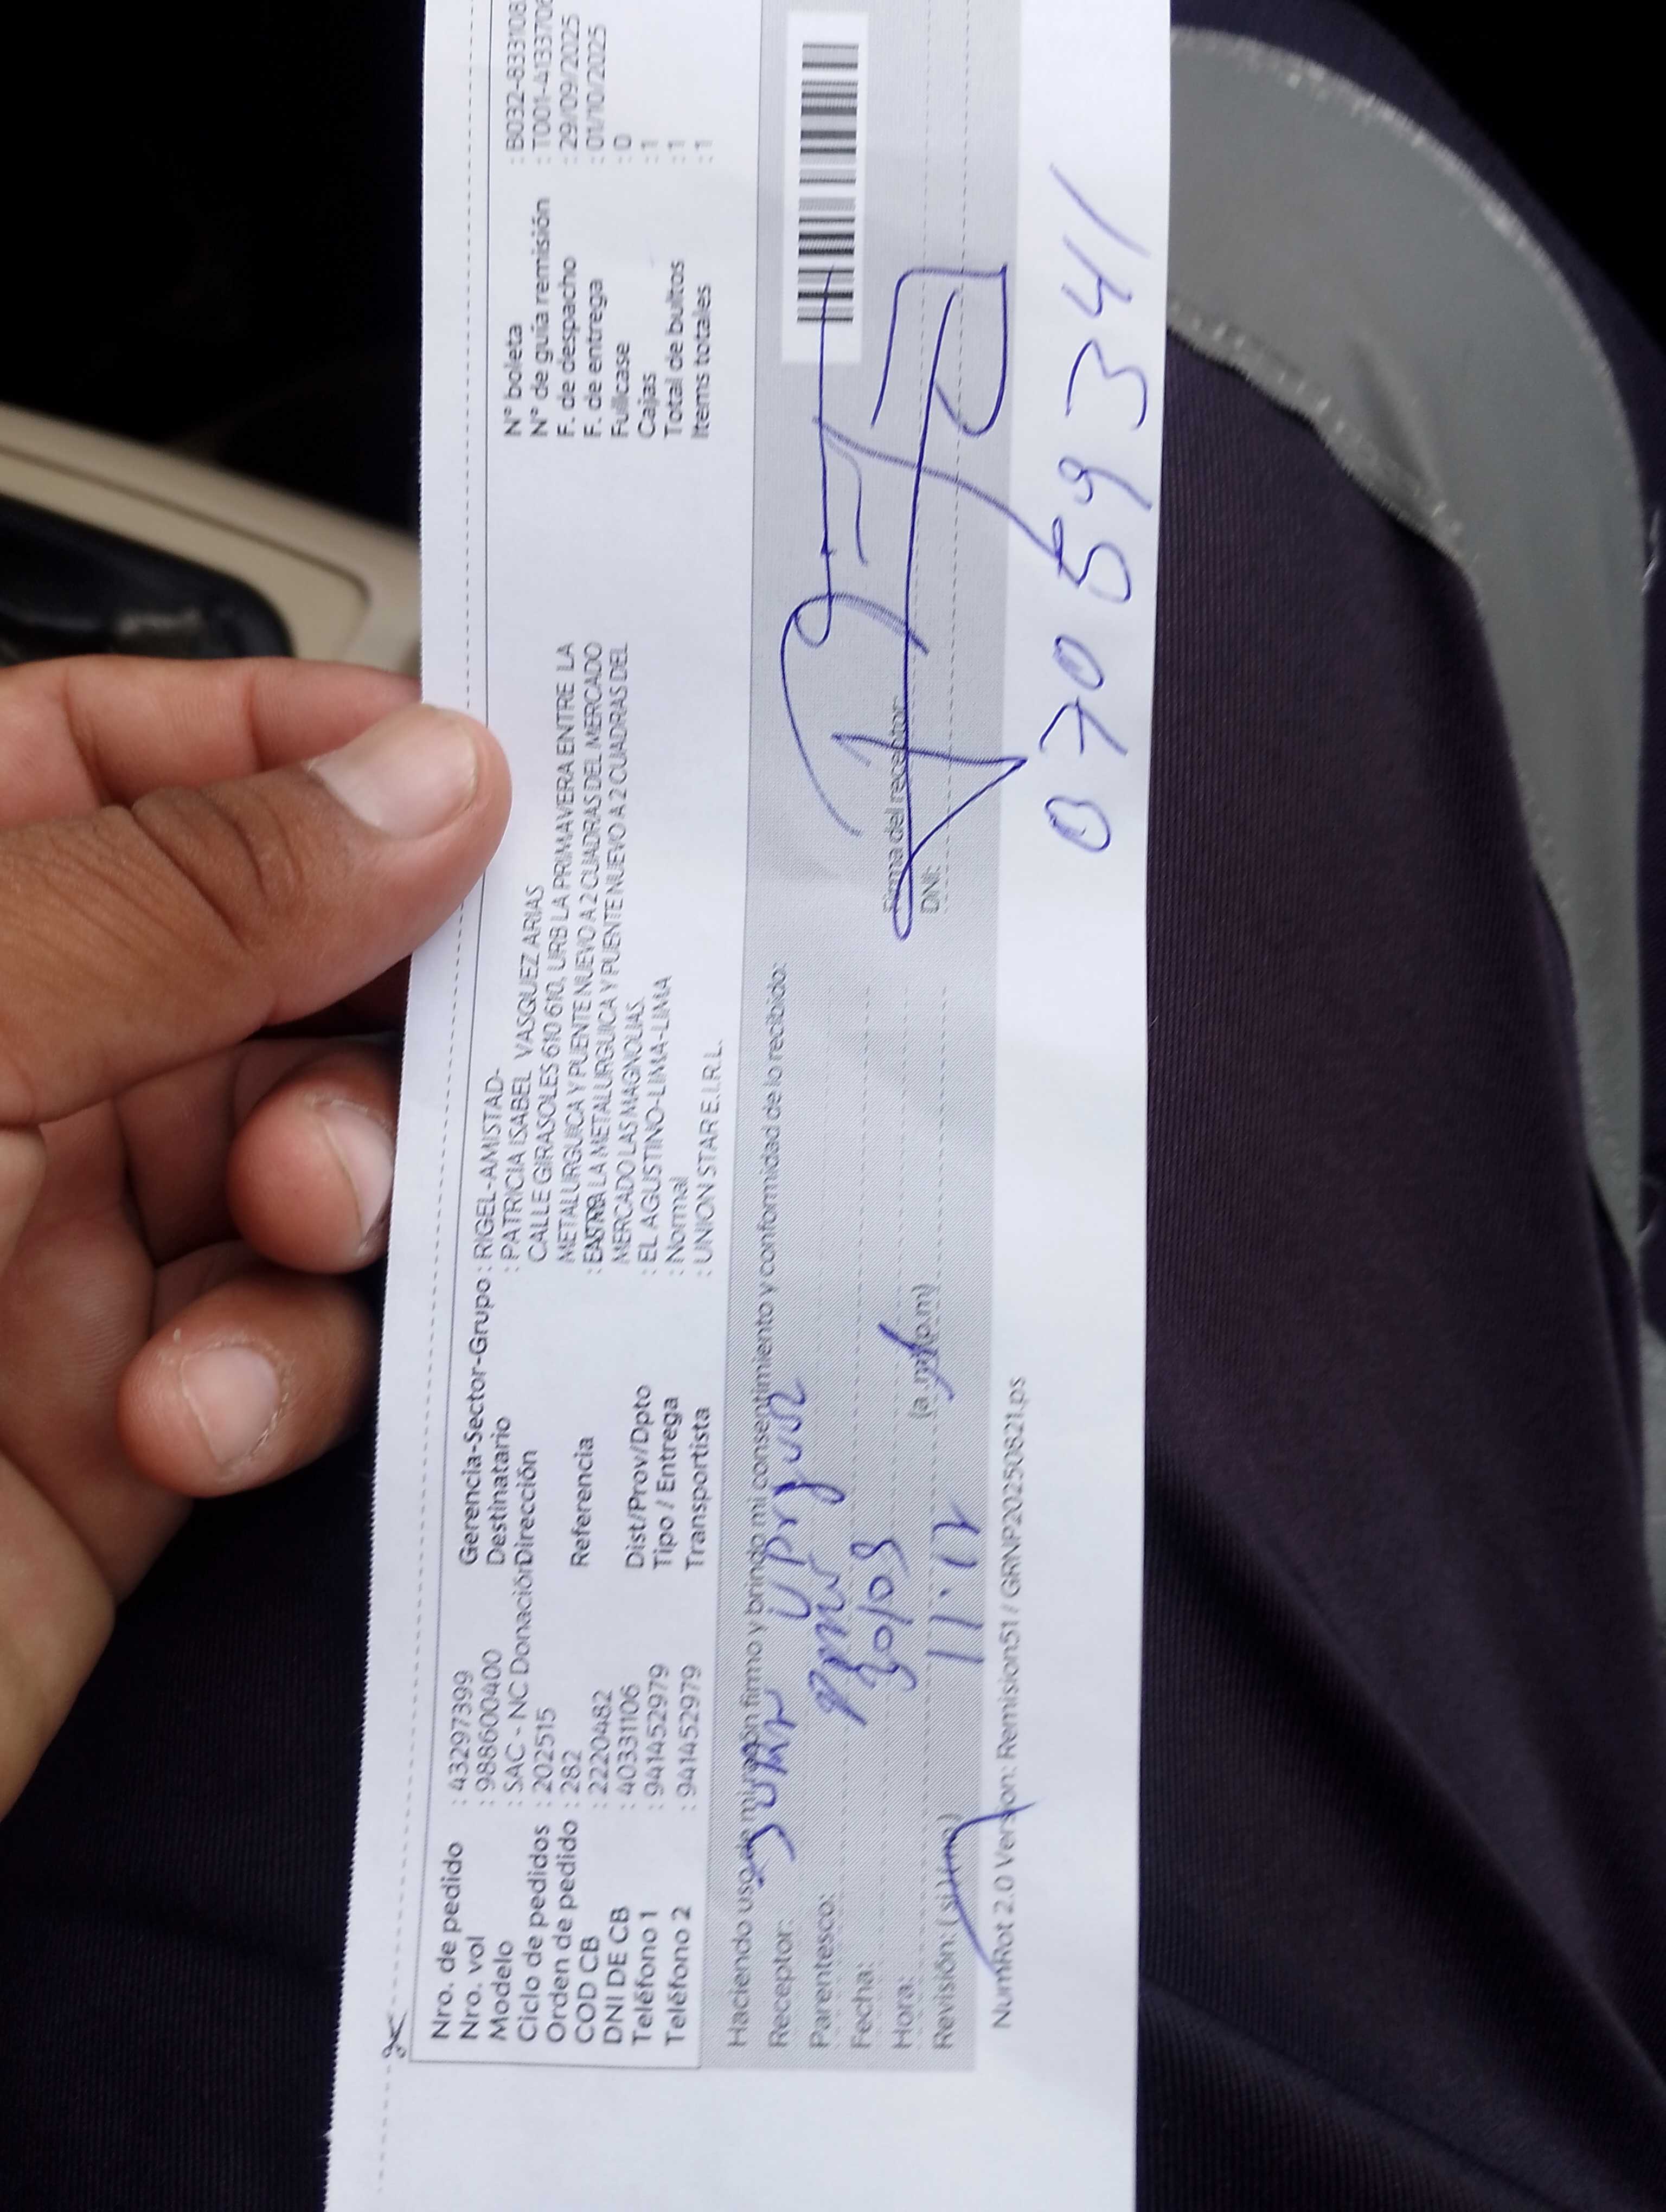 Nro. de pedido : 43297399
Nro. vol : 988600400
Modelo : SAC - NC Donación
Ciclo de pedidos : 202515
Orden de pedido : 282
COD CB : 2220482
DNI DE CB : 40331106
Teléfono 1 : 941452979
Teléfono 2 : 941452979
Gerencia-Sector-Grupo : RIGEL-AMISTAD-
Destinatario : PATRICIA ISABEL VASQUEZ ARIAS
Dirección CALLE GIRASOLES 610 610, URB LA PRIMAVERA ENTRE LA
METALURGUICA Y PUENTE NUEVO A 2 CUADRAS DEL MERCADO
Referencia : LA METALURGUICA Y PUENTE NUEVO A 2 CUADRAS DEL
MERCADO LAS MAGNOLIAS.
Dist/Prov/Dpto : EL AGUSTINO-LIMA-LIMA
Tipo / Entrega : Normal
Transportista : UNION STAR E.I.R.L.
N° boleta : B032-833108
N° de guía remisión : T001-4133706
F. de despacho : 29/09/2025
F. de entrega : 01/10/2025
Fullcase : 0
Cajas : 1
Total de bultos : 1
Items totales : 1
Haciendo uso de mi razón firmo y brindo mi consentimiento y conformidad de lo recibido:
Receptor:
Parentesco:
Fecha: 30/09
Hora: 11:11 (a.m/p.m)
Revisión: ( si ) (no)
Firma del receptor:
DNI:
07059341
NumRot 2.0 Version: Remision51 / GRNP20250821.ps